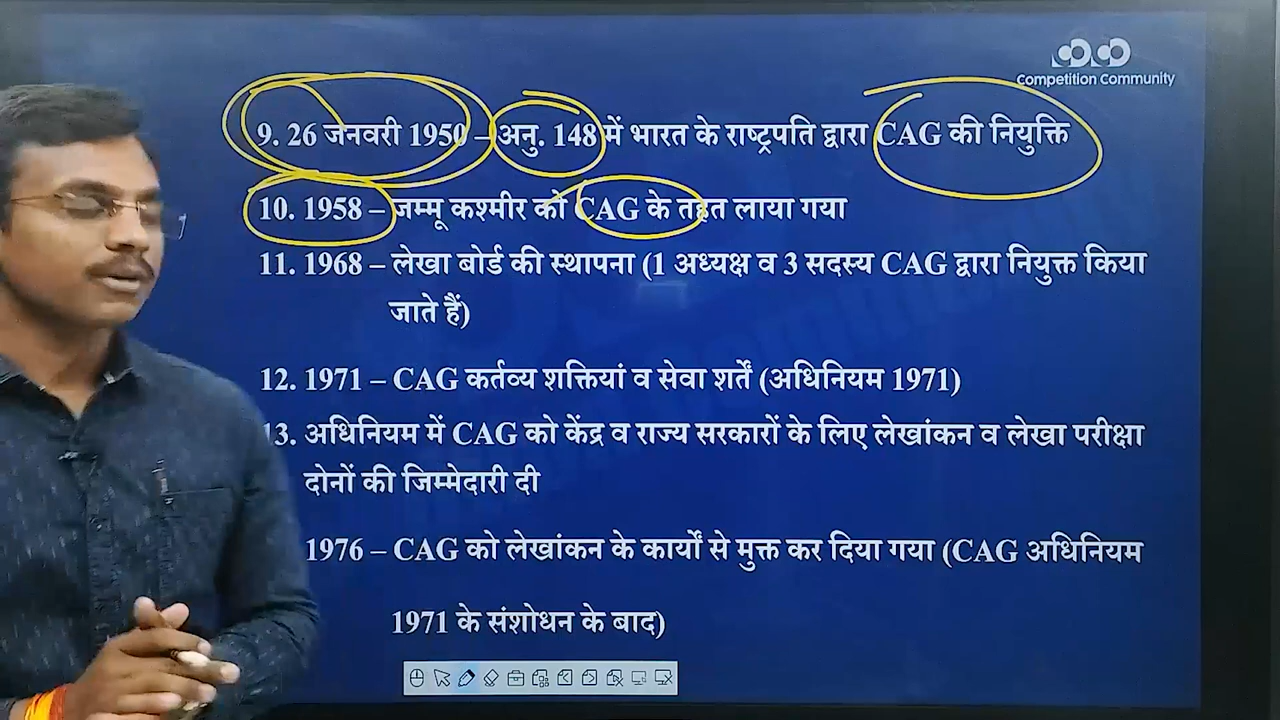 Competition Community
9. 26 जनवरी 1950 – अनु. 148 में भारत के राष्ट्रपति द्वारा CAG की नियुक्ति
10. 1958 – जम्मू कश्मीर को CAG के तहत लाया गया
11. 1968 – लेखा बोर्ड की स्थापना (1 अध्यक्ष व 3 सदस्य CAG द्वारा नियुक्त किया
जाते हैं)
12. 1971 – CAG कर्तव्य शक्तियां व सेवा शर्तें (अधिनियम 1971)
13. अधिनियम में CAG को केंद्र व राज्य सरकारों के लिए लेखांकन व लेखा परीक्षा
दोनों की जिम्मेदारी दी
1976 – CAG को लेखांकन के कार्यों से मुक्त कर दिया गया (CAG अधिनियम
1971 के संशोधन के बाद)